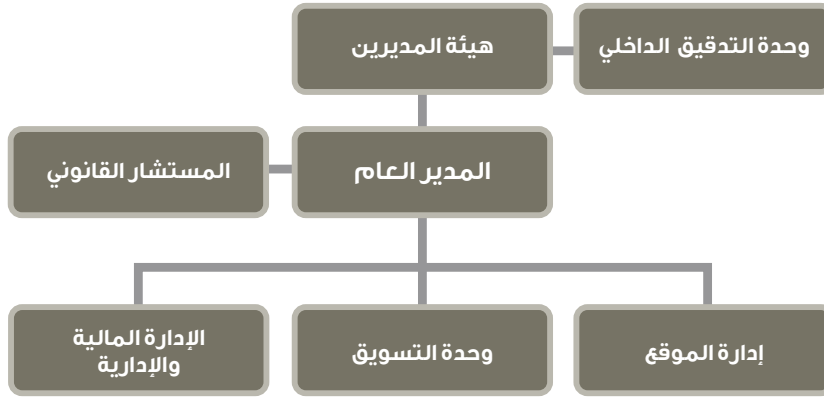 وحدة التدقيق الداخلي
هيئة المديرين
المدير العام
المستشار القانوني
إدارة الموقع
وحدة التسويق
الإدارة المالية
والإدارية